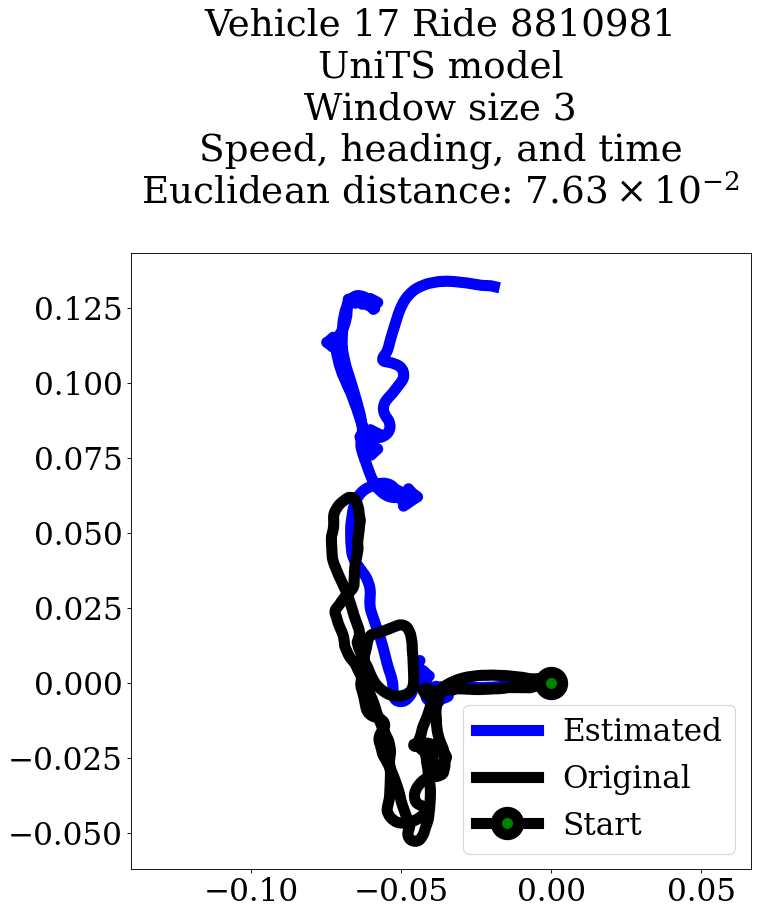 Vehicle 17 Ride 8810981
UniTS model
Window size 3
Speed, heading, and time
Euclidean distance: 7.63 × 10⁻²
0.125
0.100
0.075
0.050
0.025
0.000
−0.025
−0.050
−0.10
−0.05
0.00
0.05
Estimated
Original
Start